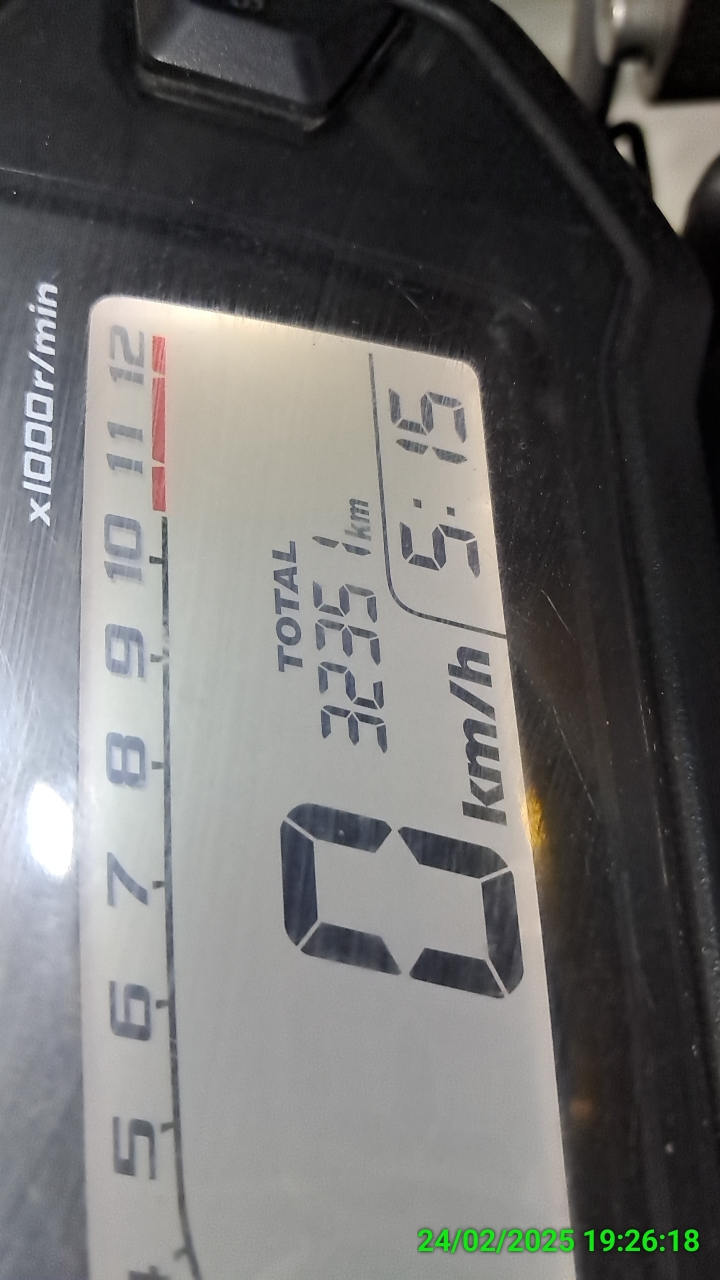 x1000r/min
5 6 7 8 9 10 11 12
TOTAL
32351 km
0 km/h
5:15
24/02/2025 19:26:18